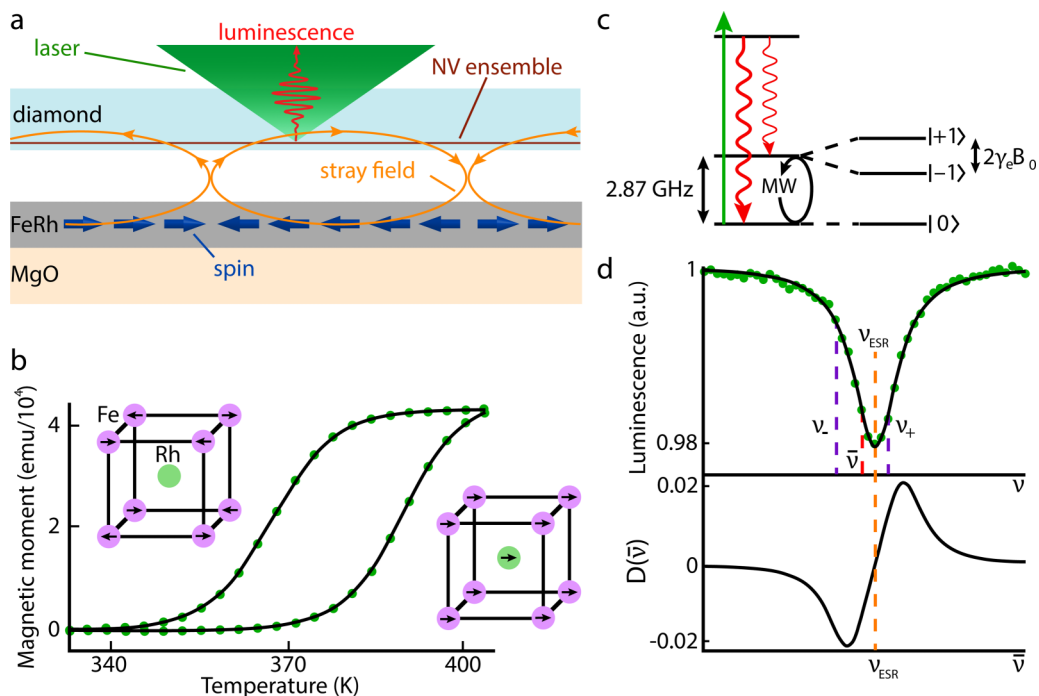 a
luminescence
laser
NV ensemble
diamond
stray field
FeRh
spin
MgO
b
Magnetic moment (emu/10⁴)
4
2
0
Fe
Rh
340
370
400
Temperature (K)
c
|+1⟩
|−1⟩
2γₑB₀
2.87 GHz
MW
|0⟩
d
Luminescence (a.u.)
1
0.98
ν_ESR
ν₋
ν̄
ν₊
ν
D(ν̄)
0.02
0
-0.02
ν_ESR
ν̄